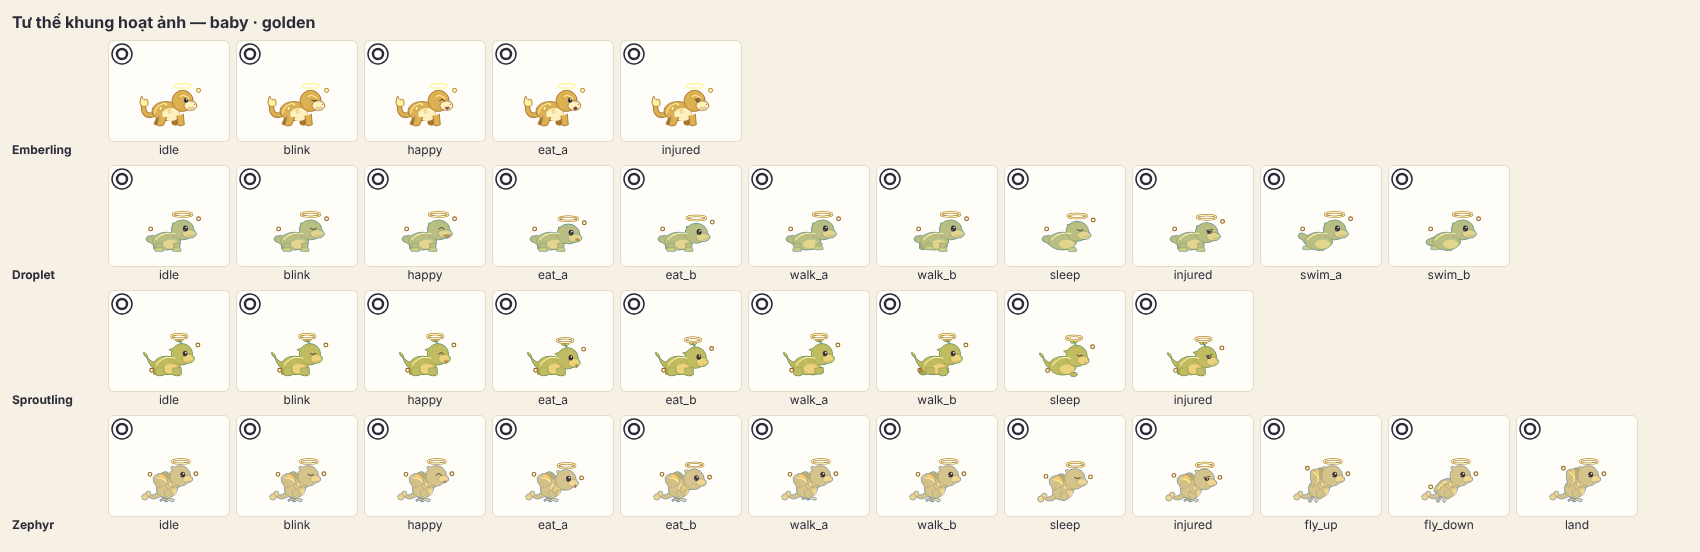 Tư thế khung hoạt ảnh — baby · golden
Emberling idle blink happy eat_a injured
Droplet idle blink happy eat_a eat_b walk_a walk_b sleep injured swim_a swim_b
Sproutling idle blink happy eat_a eat_b walk_a walk_b sleep injured
Zephyr idle blink happy eat_a eat_b walk_a walk_b sleep injured fly_up fly_down land